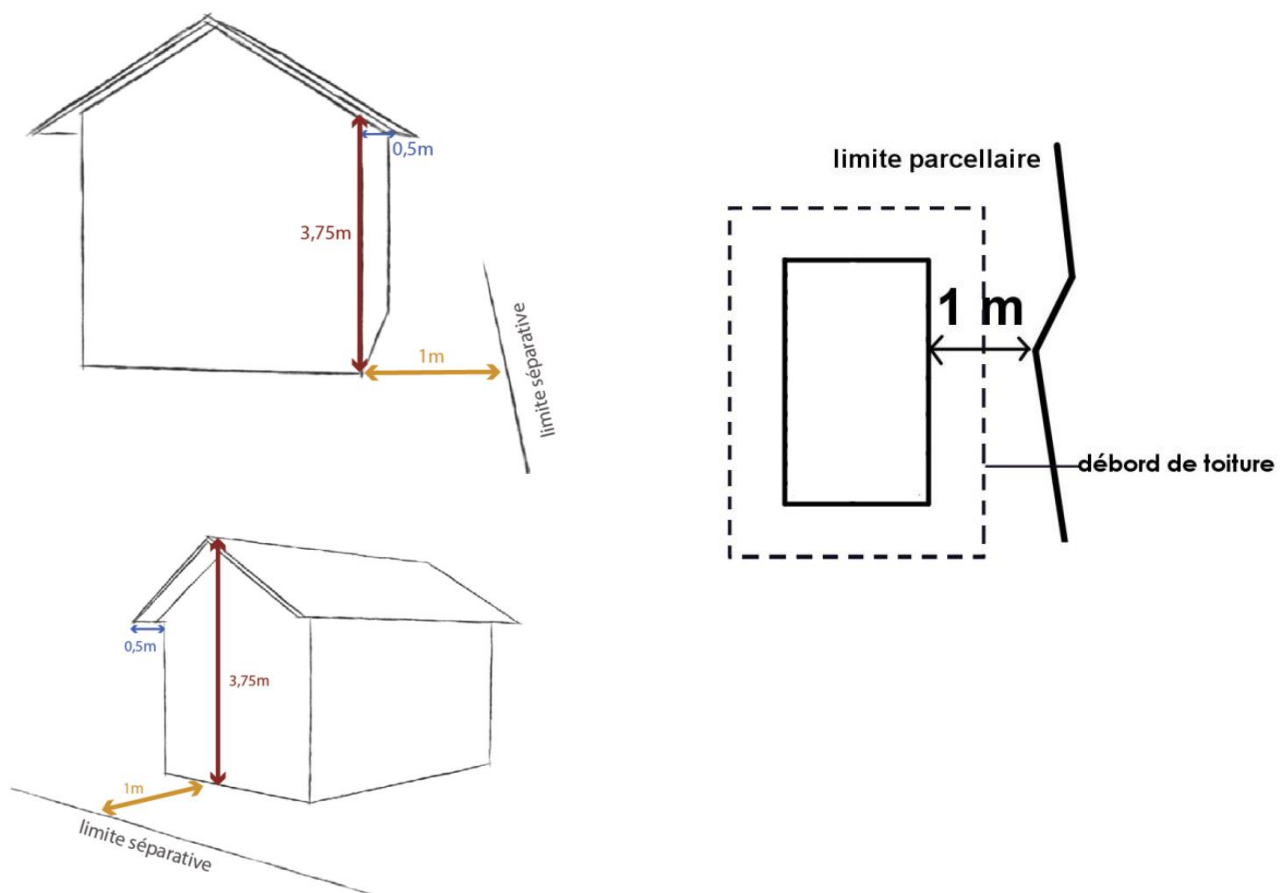 0,5m
3,75m
1m
limite séparative
limite parcellaire
1 m
débord de toiture
0,5m
3,75m
1m
limite séparative